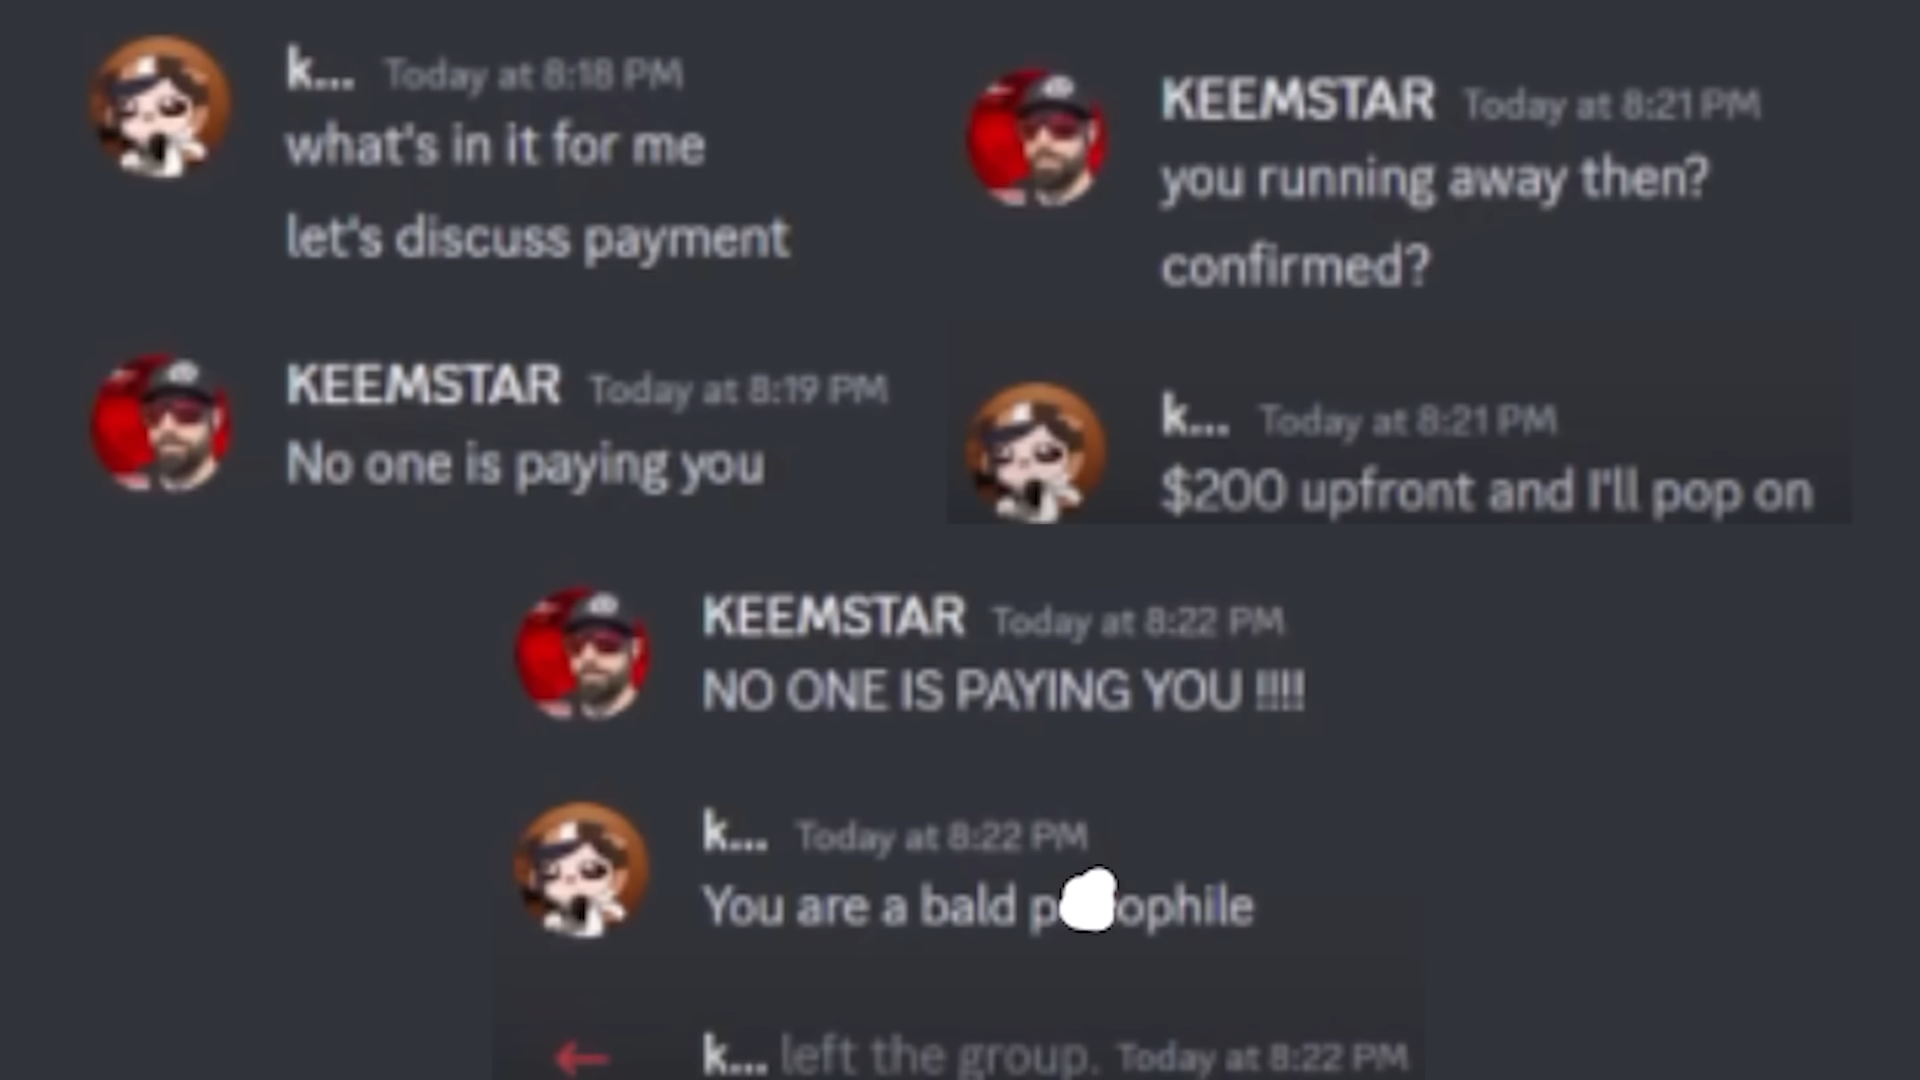 k... Today at 8:18 PM
what's in it for me
let's discuss payment
KEEMSTAR Today at 8:19 PM
No one is paying you
KEEMSTAR Today at 8:21 PM
you running away then?
confirmed?
k... Today at 8:21 PM
$200 upfront and I'll pop on
KEEMSTAR Today at 8:22 PM
NO ONE IS PAYING YOU !!!!
k... Today at 8:22 PM
You are a bald p ophile
k... left the group. Today at 8:22 PM